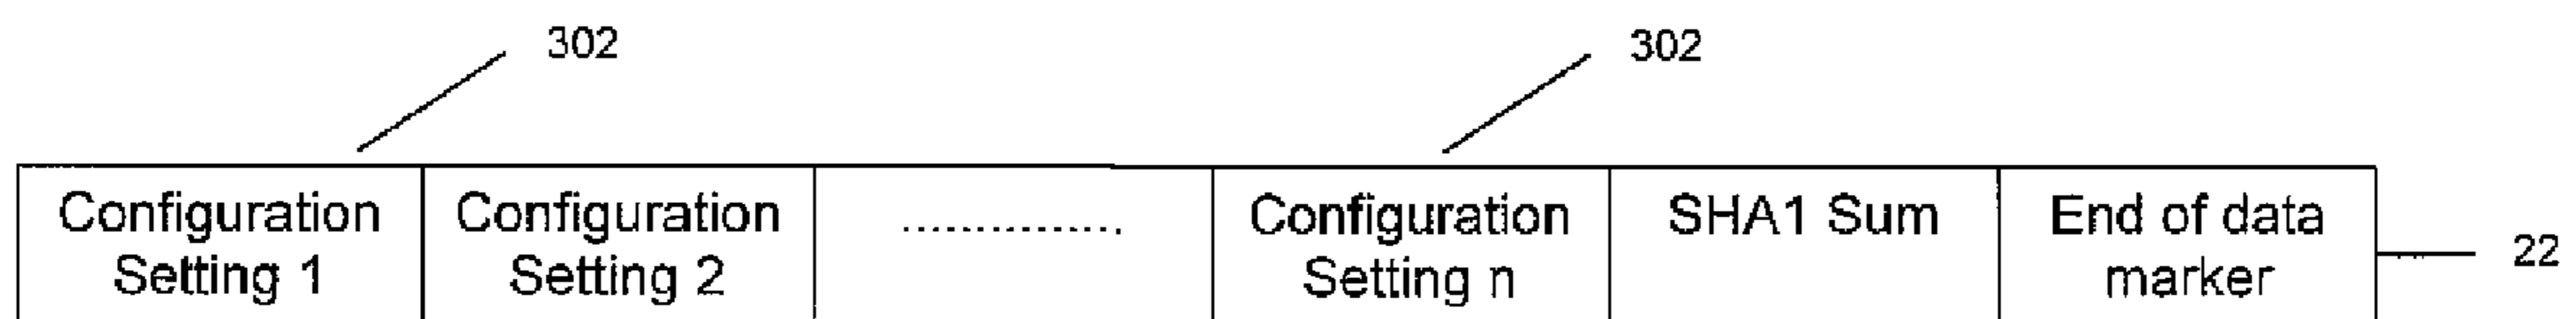 302
302
Configuration
Setting 1
Configuration
Setting 2
..............
Configuration
Setting n
SHA1 Sum
End of data
marker
22